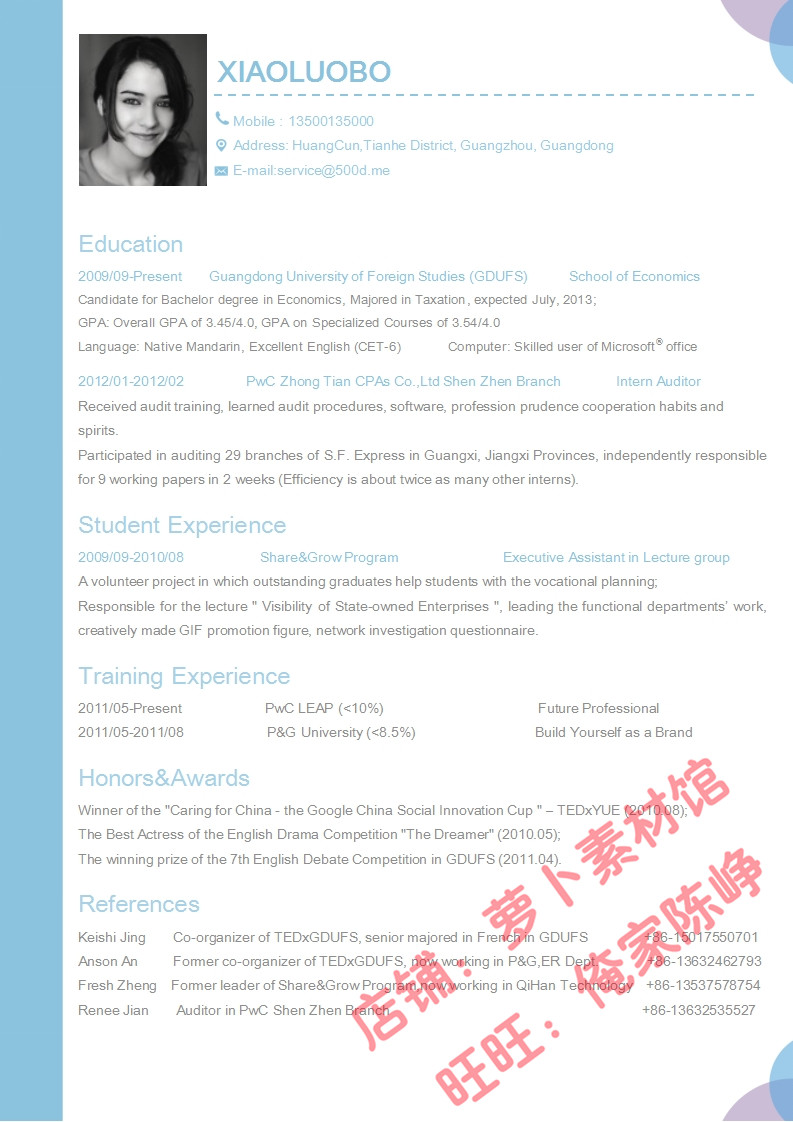 XIAOLUOBO
Mobile : 13500135000
Address: HuangCun,Tianhe District, Guangzhou, Guangdong
E-mail:service@500d.me
Education
2009/09-Present Guangdong University of Foreign Studies (GDUFS) School of Economics
Candidate for Bachelor degree in Economics, Majored in Taxation, expected July, 2013;
GPA: Overall GPA of 3.45/4.0, GPA on Specialized Courses of 3.54/4.0
Language: Native Mandarin, Excellent English (CET-6) Computer: Skilled user of Microsoft® office
2012/01-2012/02 PwC Zhong Tian CPAs Co.,Ltd Shen Zhen Branch Intern Auditor
Received audit training, learned audit procedures, software, profession prudence cooperation habits and
spirits.
Participated in auditing 29 branches of S.F. Express in Guangxi, Jiangxi Provinces, independently responsible
for 9 working papers in 2 weeks (Efficiency is about twice as many other interns).
Student Experience
2009/09-2010/08 Share&Grow Program Executive Assistant in Lecture group
A volunteer project in which outstanding graduates help students with the vocational planning;
Responsible for the lecture " Visibility of State-owned Enterprises ", leading the functional departments' work,
creatively made GIF promotion figure, network investigation questionnaire.
Training Experience
2011/05-Present PwC LEAP (<10%) Future Professional
2011/05-2011/08 P&G University (<8.5%) Build Yourself as a Brand
Honors&Awards
Winner of the "Caring for China - the Google China Social Innovation Cup " – TEDxYUE (2010.08);
The Best Actress of the English Drama Competition "The Dreamer" (2010.05);
The winning prize of the 7th English Debate Competition in GDUFS (2011.04).
References
Keishi Jing Co-organizer of TEDxGDUFS, senior majored in French in GDUFS +86-15017550701
Anson An Former co-organizer of TEDxGDUFS, now working in P&G,ER Dept. +86-13632462793
Fresh Zheng Former leader of Share&Grow Program,now working in QiHan Technology +86-13537578754
Renee Jian Auditor in PwC Shen Zhen Branch +86-13632535527
店铺：萝卜素材馆
旺旺：俺家陈峥